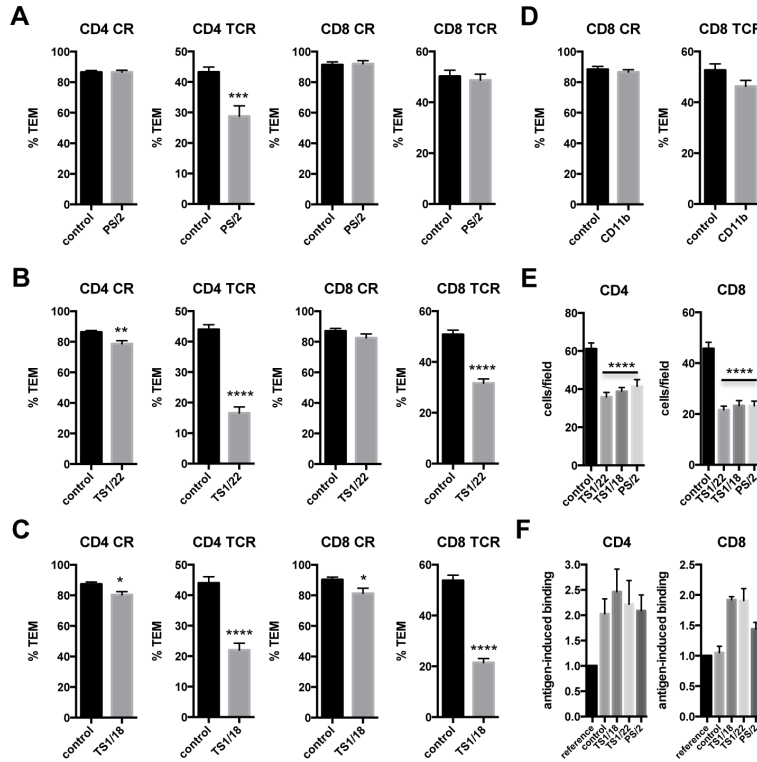 A
CD4 CR
CD4 TCR
CD8 CR
CD8 TCR
% TEM
100
80
60
40
20
0
control
PS/2
% TEM
50
40
30
20
10
0
***
control
PS/2
% TEM
100
80
60
40
20
0
control
PS/2
% TEM
60
40
20
0
control
PS/2
D
CD8 CR
CD8 TCR
% TEM
100
80
60
40
20
0
control
CD11b
% TEM
60
40
20
0
control
CD11b
B
CD4 CR
CD4 TCR
CD8 CR
CD8 TCR
% TEM
100
80
60
40
20
0
**
control
TS1/22
% TEM
50
40
30
20
10
0
****
control
TS1/22
% TEM
100
80
60
40
20
0
control
TS1/22
% TEM
60
40
20
0
****
control
TS1/22
E
CD4
CD8
cells/field
80
60
40
20
0
****
control
TS1/22
TS1/18
PS/2
cells/field
60
40
20
0
****
control
TS1/22
TS1/18
PS/2
C
CD4 CR
CD4 TCR
CD8 CR
CD8 TCR
% TEM
100
80
60
40
20
0
*
control
TS1/18
% TEM
50
40
30
20
10
0
****
control
TS1/18
% TEM
100
80
60
40
20
0
*
control
TS1/18
% TEM
60
40
20
0
****
control
TS1/18
F
CD4
CD8
antigen-induced binding
3.0
2.5
2.0
1.5
1.0
0.5
0.0
reference
control
TS1/18
TS1/22
PS/2
antigen-induced binding
2.5
2.0
1.5
1.0
0.5
0.0
reference
control
TS1/18
TS1/22
PS/2